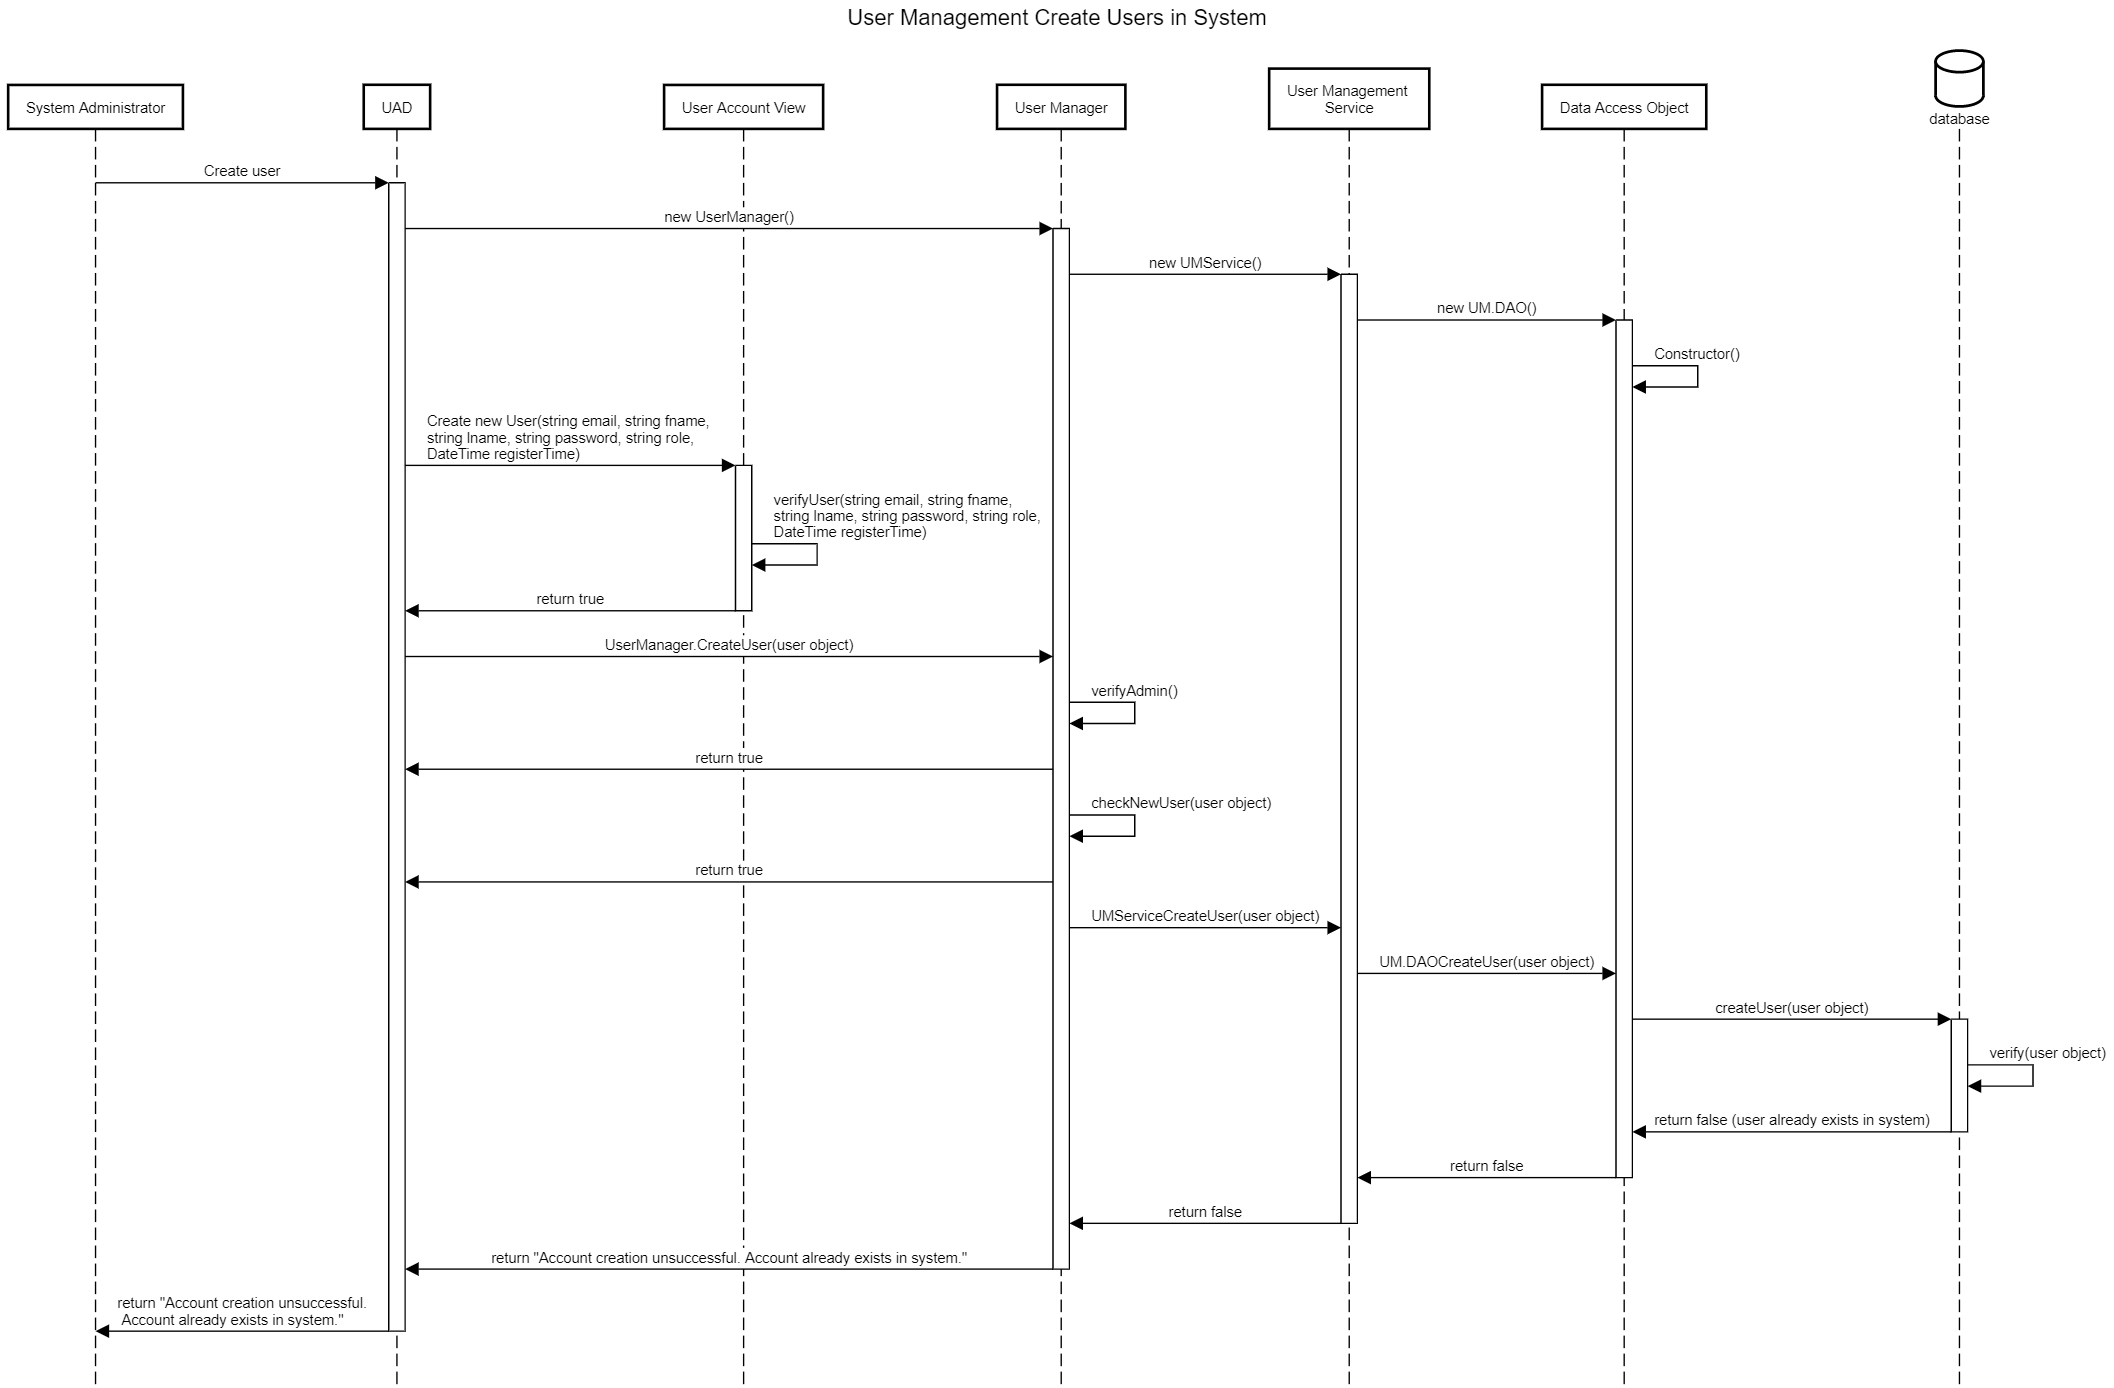 User Management Create Users in System
System Administrator
UAD
User Account View
User Manager
User Management
Service
Data Access Object
database
Create user
new UserManager()
new UMService()
new UM.DAO()
Constructor()
Create new User(string email, string fname,
string lname, string password, string role,
DateTime registerTime)
verifyUser(string email, string fname,
string lname, string password, string role,
DateTime registerTime)
return true
UserManager.CreateUser(user object)
verifyAdmin()
return true
checkNewUser(user object)
return true
UMServiceCreateUser(user object)
UM.DAOCreateUser(user object)
createUser(user object)
verify(user object)
return false (user already exists in system)
return false
return false
return "Account creation unsuccessful. Account already exists in system."
return "Account creation unsuccessful.
Account already exists in system."